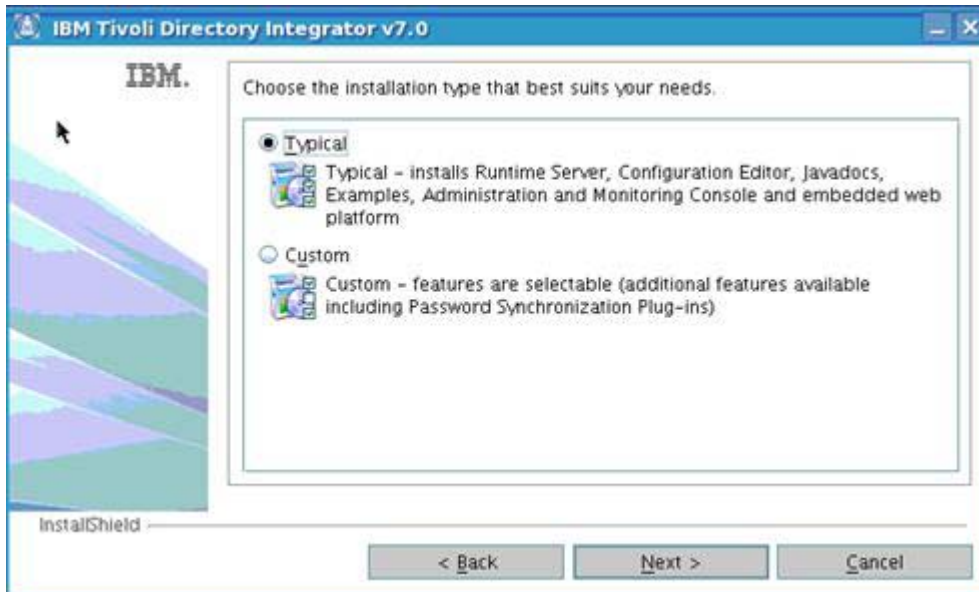 IBM Tivoli Directory Integrator v7.0
IBM.
Choose the installation type that best suits your needs.
Typical
Typical – installs Runtime Server, Configuration Editor, Javadocs,
Examples, Administration and Monitoring Console and embedded web
platform
Custom
Custom – features are selectable (additional features available
including Password Synchronization Plug-ins)
InstallShield
< Back
Next >
Cancel